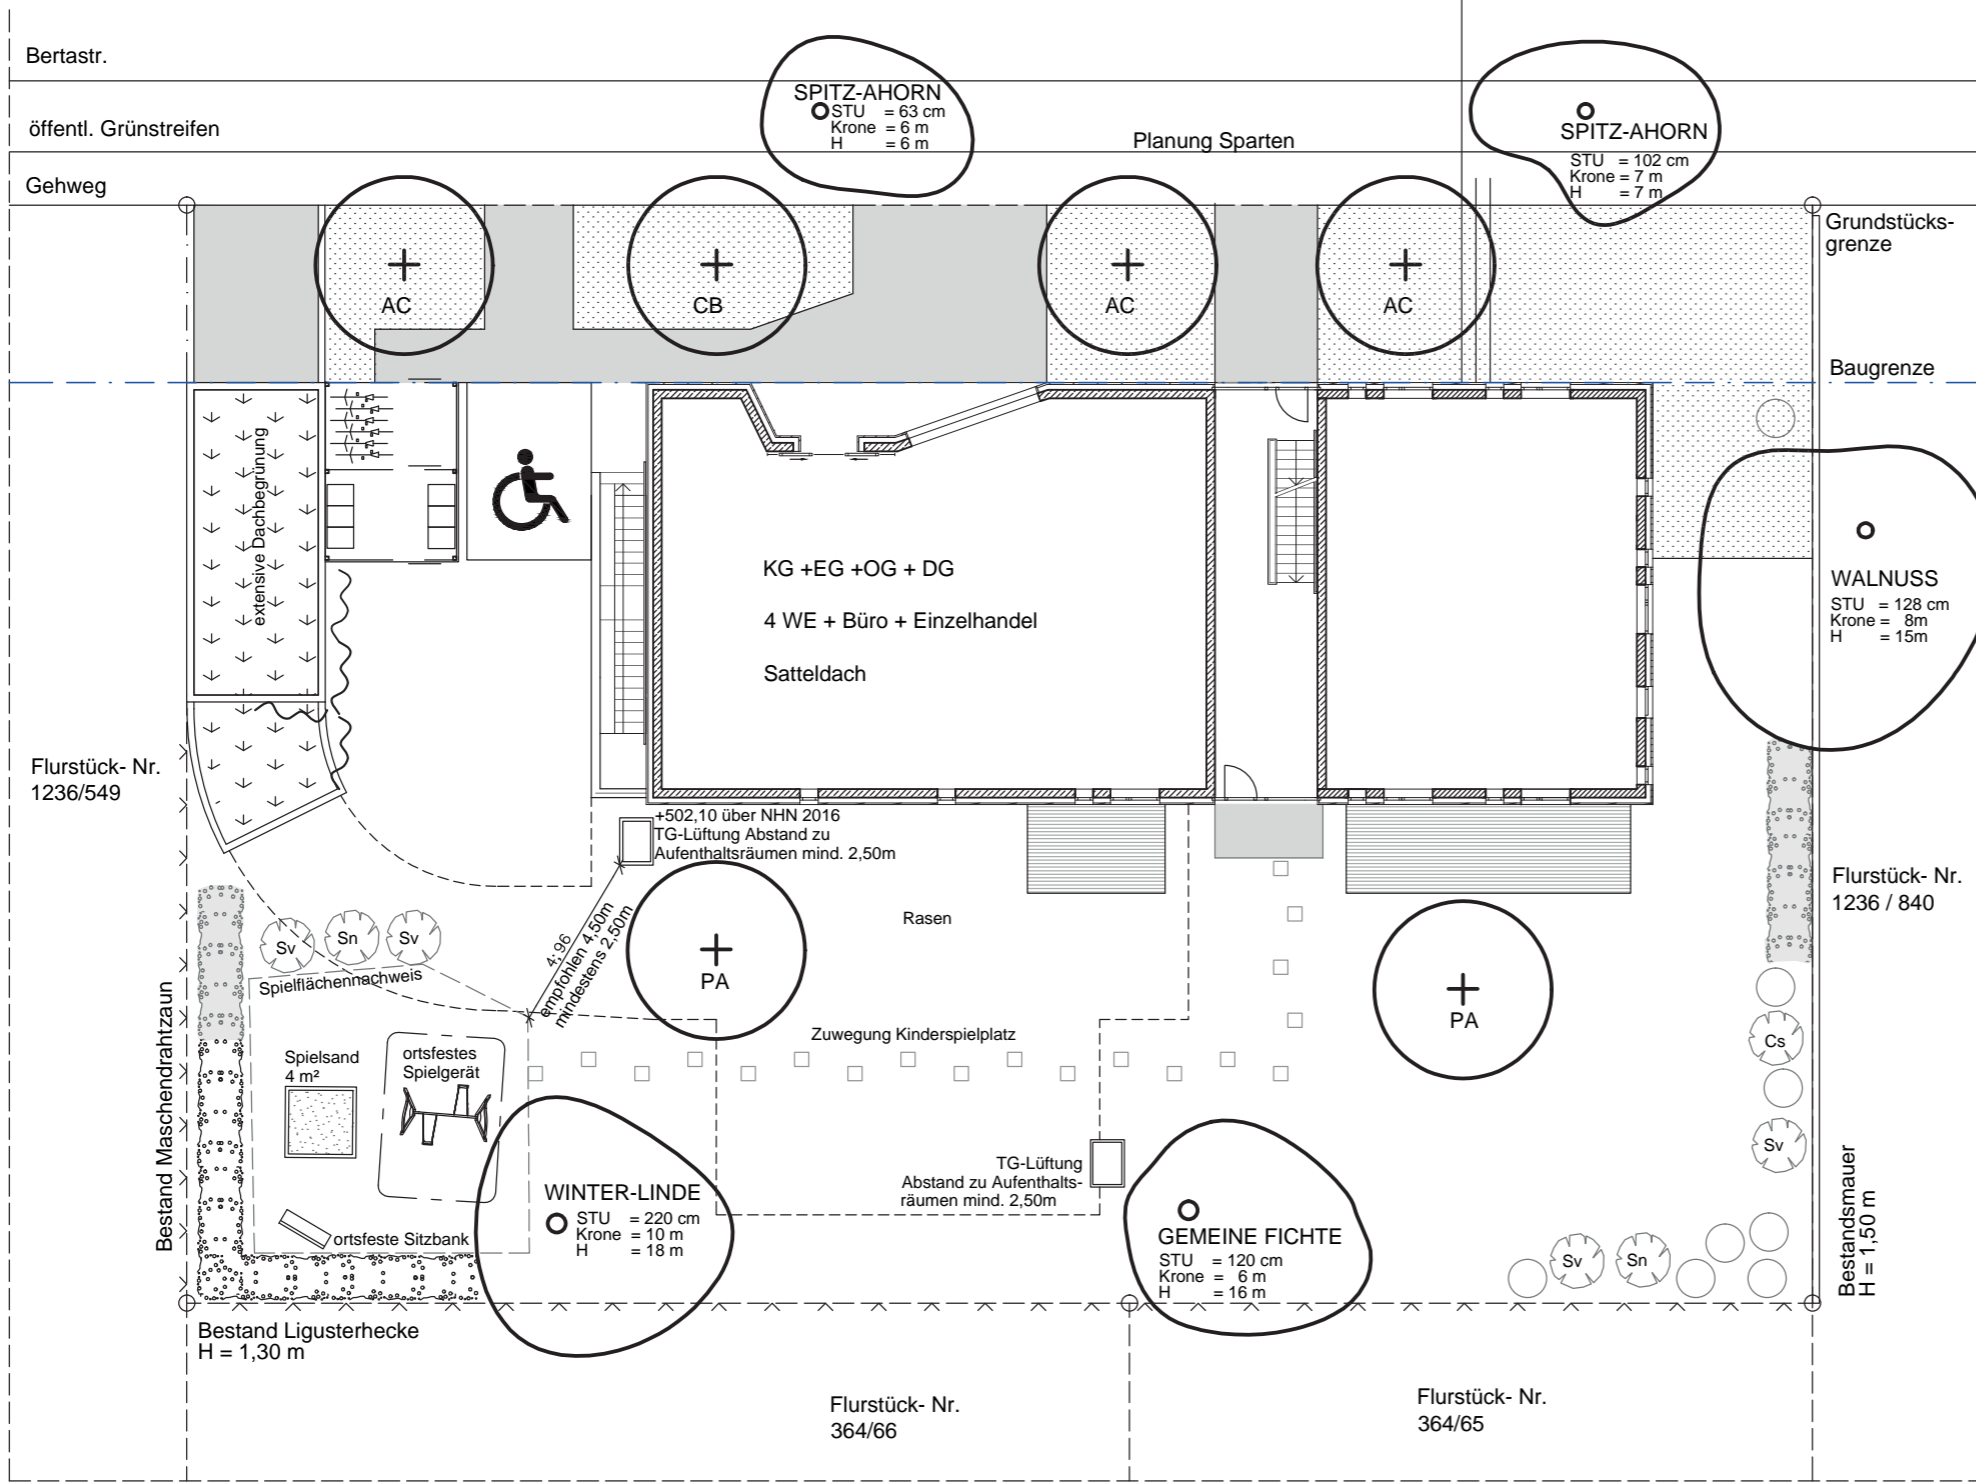 Bertastr.
SPITZ-AHORN
STU = 63 cm
Krone = 6 m
H = 6 m
öffentl. Grünstreifen
Planung Sparten
SPITZ-AHORN
STU = 102 cm
Krone = 7 m
H = 7 m
Gehweg
Grundstücks-
grenze
AC
CB
AC
AC
Baugrenze
extensive Dachbegrünung
KG +EG +OG + DG
4 WE + Büro + Einzelhandel
Satteldach
WALNUSS
STU = 128 cm
Krone = 8m
H = 15m
Flurstück- Nr.
1236/549
+502,10 über NHN 2016
TG-Lüftung Abstand zu
Aufenthaltsräumen mind. 2,50m
Flurstück- Nr.
1236 / 840
Rasen
4,96
empfohlen 4,50m
mindestens 2,50m
Sv
Sn
Sv
Spielflächennachweis
PA
PA
Bestand Maschendrahtzaun
Zuwegung Kinderspielplatz
Cs
Spielsand
4 m²
ortsfestes
Spielgerät
Sv
TG-Lüftung
Abstand zu Aufenthalts-
räumen mind. 2,50m
WINTER-LINDE
STU = 220 cm
Krone = 10 m
H = 18 m
ortsfeste Sitzbank
GEMEINE FICHTE
STU = 120 cm
Krone = 6 m
H = 16 m
Sv
Sn
Bestandsmauer
H = 1,50 m
Bestand Ligusterhecke
H = 1,30 m
Flurstück- Nr.
364/66
Flurstück- Nr.
364/65